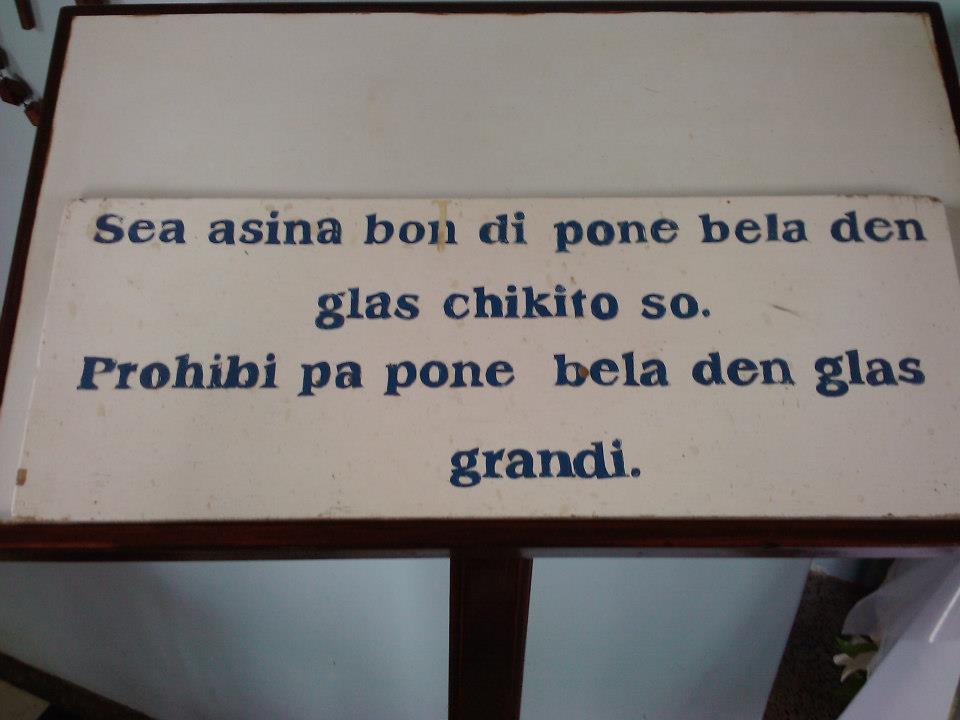 Sea asina bon di pone bela den
glas chikito so.
Prohibi pa pone bela den glas
grandi.